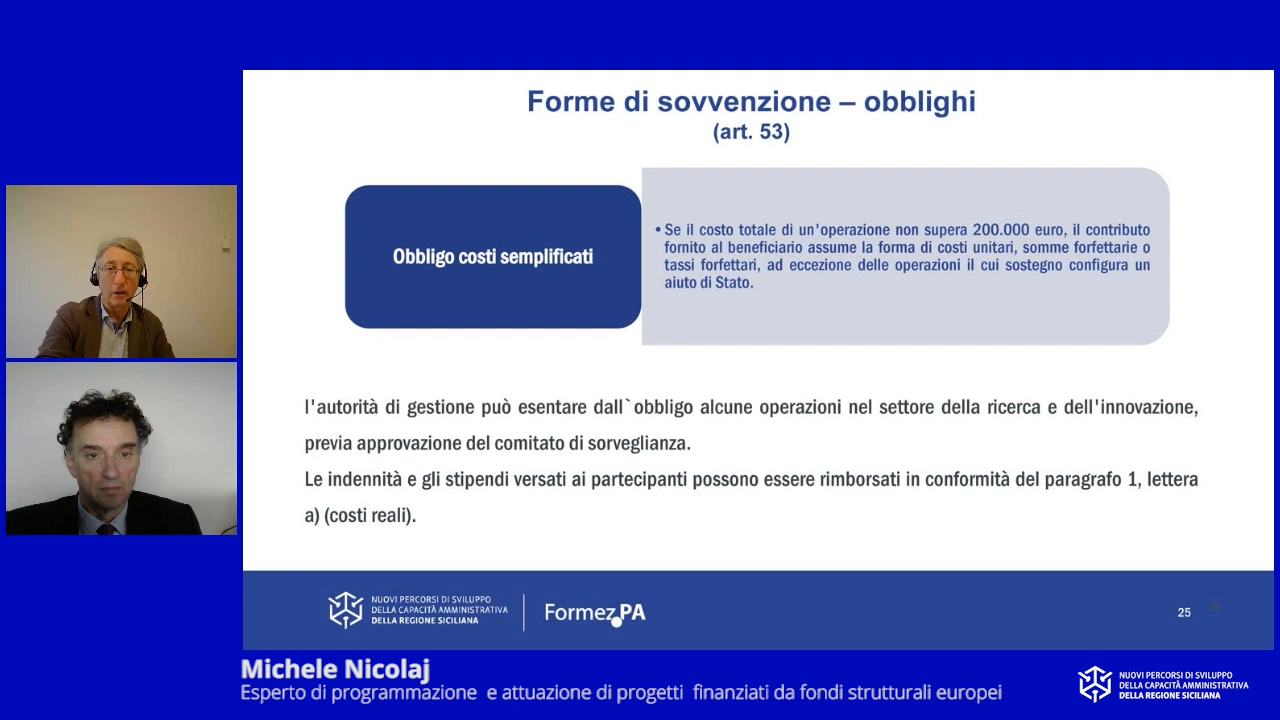 Forme di sovvenzione – obblighi
(art. 53)
Obbligo costi semplificati
• Se il costo totale di un'operazione non supera 200.000 euro, il contributo
fornito al beneficiario assume la forma di costi unitari, somme forfettarie o
tassi forfettari, ad eccezione delle operazioni il cui sostegno configura un
aiuto di Stato.
l'autorità di gestione può esentare dall`obbligo alcune operazioni nel settore della ricerca e dell'innovazione,
previa approvazione del comitato di sorveglianza.
Le indennità e gli stipendi versati ai partecipanti possono essere rimborsati in conformità del paragrafo 1, lettera
a) (costi reali).
NUOVI PERCORSI DI SVILUPPO
DELLA CAPACITÀ AMMINISTRATIVA
DELLA REGIONE SICILIANA
Formez PA
25
Michele Nicolaj
Esperto di programmazione e attuazione di progetti finanziati da fondi strutturali europei
NUOVI PERCORSI DI SVILUPPO
DELLA CAPACITÀ AMMINISTRATIVA
DELLA REGIONE SICILIANA